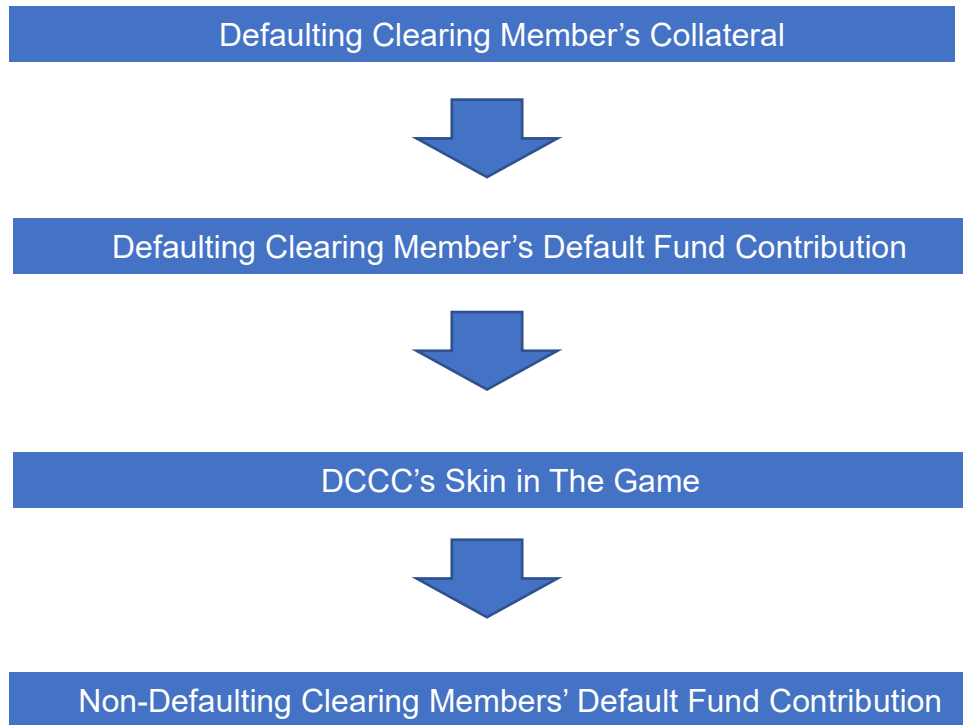 Defaulting Clearing Member’s Collateral
Defaulting Clearing Member’s Default Fund Contribution
DCCC’s Skin in The Game
Non-Defaulting Clearing Members’ Default Fund Contribution